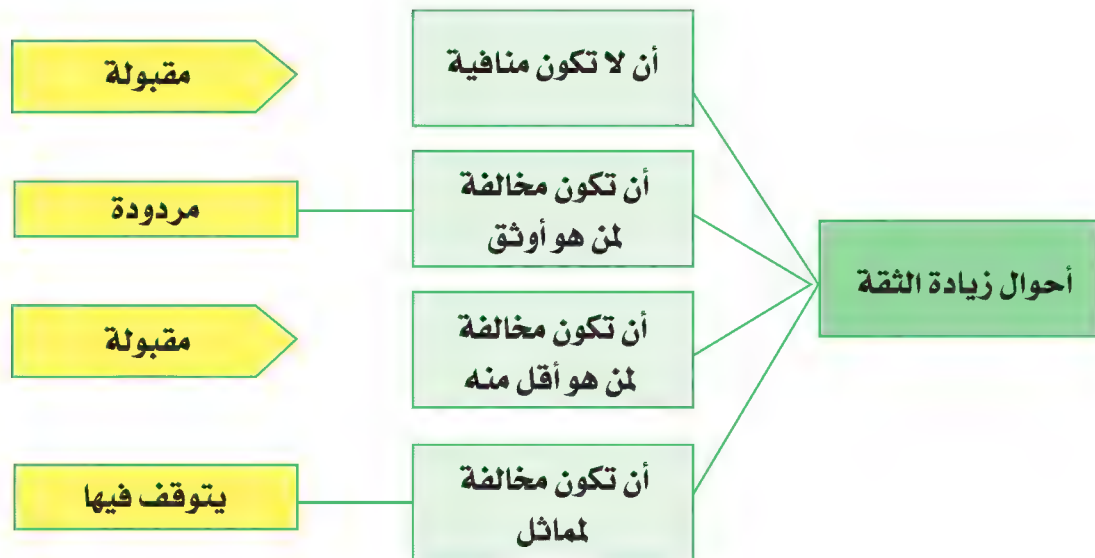 أحوال زيادة الثقة
أن لا تكون منافية
مقبولة
أن تكون مخالفة
لمن هو أوثق
مردودة
أن تكون مخالفة
لمن هو أقل منه
مقبولة
أن تكون مخالفة
لمماثل
يتوقف فيها